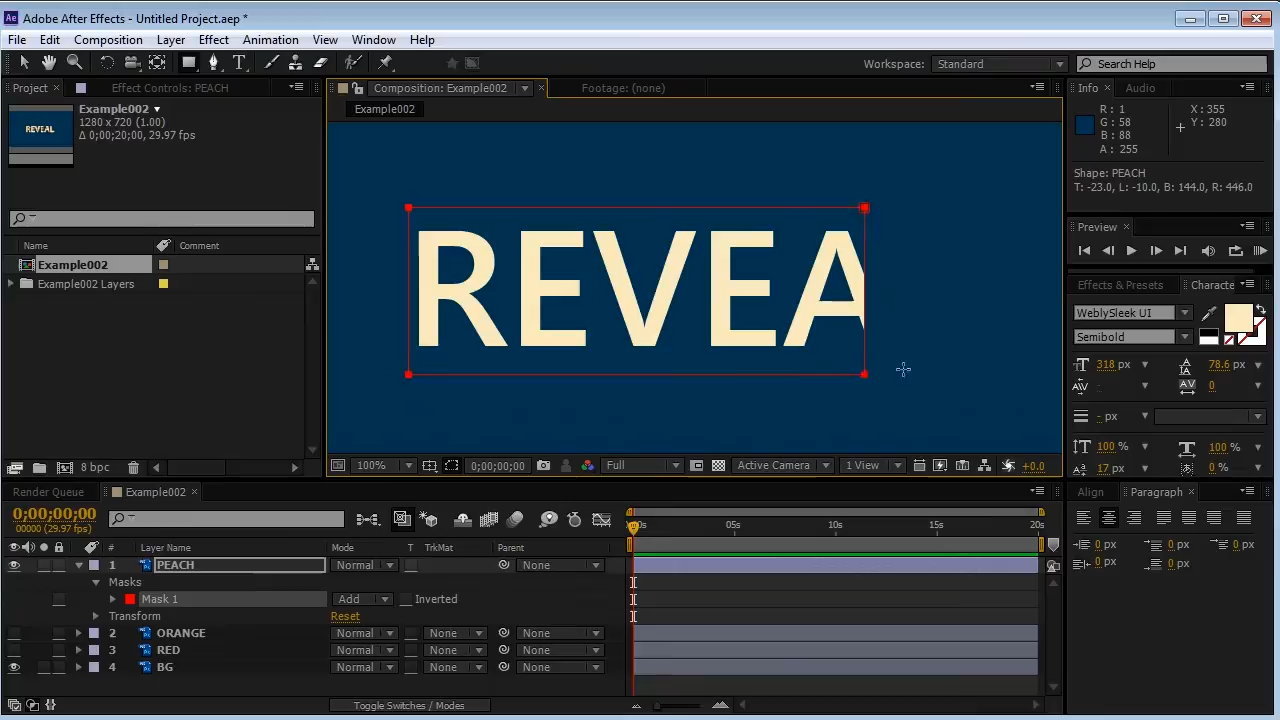 Adobe After Effects - Untitled Project.aep *
File Edit Composition Layer Effect Animation View Window Help
Workspace: Standard Search Help
Project Effect Controls: PEACH Composition: Example002 Footage: (none) Info Audio
Example002
1280 x 720 (1.00)
Δ 0;00;20;00, 29.97 fps
REVEAL
Example002
R : 1 X : 355
G : 58 Y : 280
B : 88
A : 255
Shape: PEACH
T: -23.0, L: -10.0, B: 144.0, R: 446.0
REVEA
Preview
Name Comment
Example002
Example002 Layers
Effects & Presets Characte
WeblySleek UI
Semibold
318 px 78.6 px
- 0
- px
100 % 100 %
17 px 0 %
8 bpc
100% 0;00;00;00 Full Active Camera 1 View +0.0
Render Queue Example002 Align Paragraph
0;00;00;00
00000 (29.97 fps)
05s 10s 15s 20s
# Layer Name Mode T TrkMat Parent
1 PEACH Normal None
Masks
Mask 1 Add Inverted
Transform Reset
2 ORANGE Normal None None
3 RED Normal None None
4 BG Normal None None
0 px 0 px 0 px
0 px 0 px
Toggle Switches / Modes